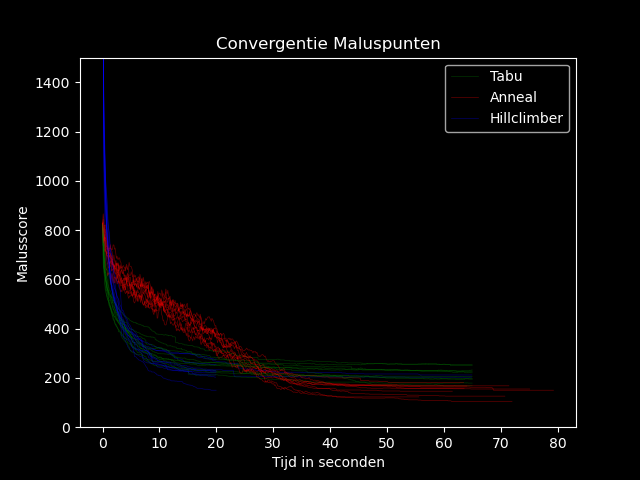 Convergentie Maluspunten
Tabu
Anneal
Hillclimber
Malusscore
1400
1200
1000
800
600
400
200
0
0 10 20 30 40 50 60 70 80
Tijd in seconden